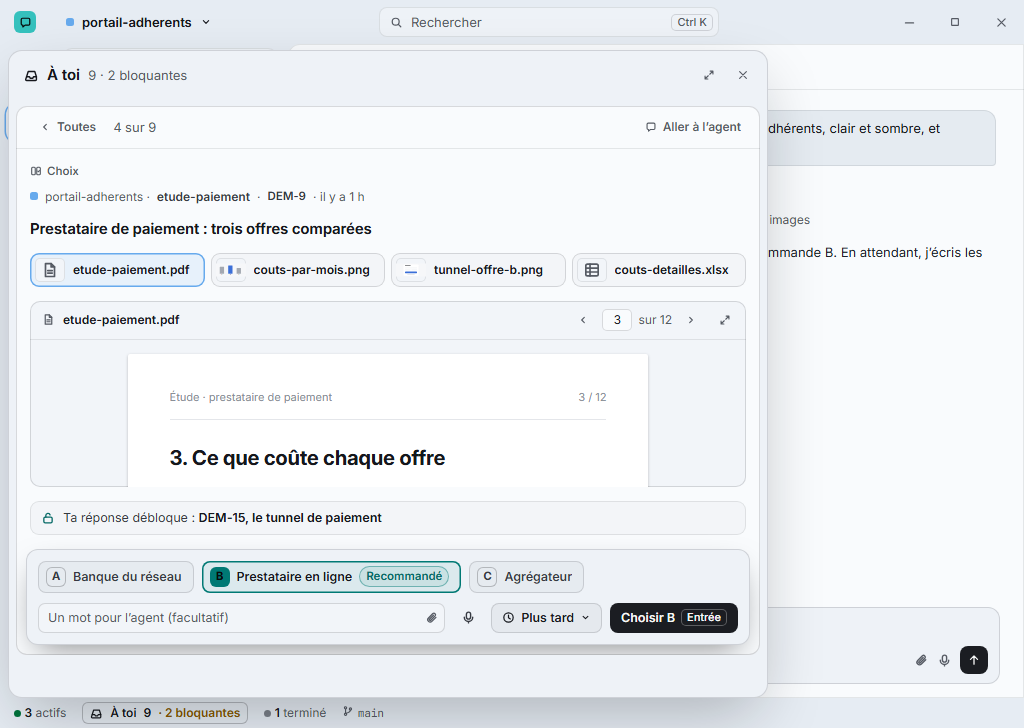 portail-adherents
Rechercher
Ctrl K
À toi 9 · 2 bloquantes
Toutes 4 sur 9
Aller à l'agent
dhérents, clair et sombre, et
Choix
portail-adherents · etude-paiement · DEM-9 · il y a 1 h
images
Prestataire de paiement : trois offres comparées
mmande B. En attendant, j'écris les
etude-paiement.pdf
couts-par-mois.png
tunnel-offre-b.png
couts-detailles.xlsx
etude-paiement.pdf
3 sur 12
Étude · prestataire de paiement
3 / 12
3. Ce que coûte chaque offre
Ta réponse débloque : DEM-15, le tunnel de paiement
A Banque du réseau
B Prestataire en ligne Recommandé
C Agrégateur
Un mot pour l'agent (facultatif)
Plus tard
Choisir B Entrée
3 actifs
À toi 9 · 2 bloquantes
1 terminé
main